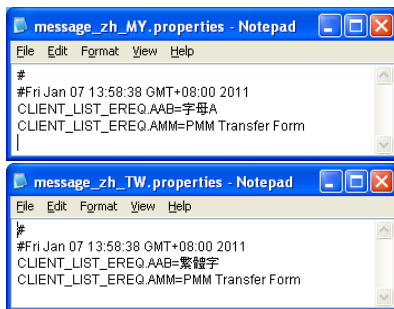 message_zh_MY.properties - Notepad
File Edit Format View Help
#
#Fri Jan 07 13:58:38 GMT+08:00 2011
CLIENT_LIST_EREQ.AAB=字母A
CLIENT_LIST_EREQ.AMM=PMM Transfer Form
message_zh_TW.properties - Notepad
File Edit Format View Help
#
#Fri Jan 07 13:58:38 GMT+08:00 2011
CLIENT_LIST_EREQ.AAB=繁體字
CLIENT_LIST_EREQ.AMM=PMM Transfer Form